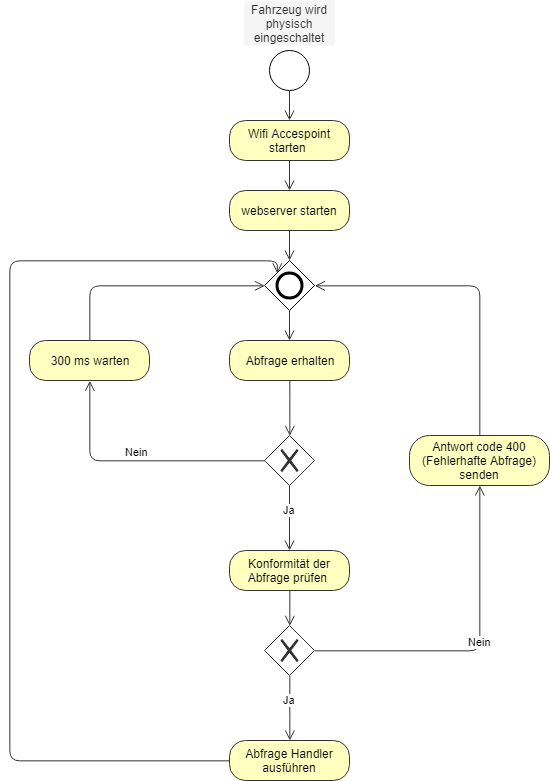 Fahrzeug wird
physisch
eingeschaltet
Wifi Accespoint
starten
webserver starten
300 ms warten
Abfrage erhalten
Nein
Antwort code 400
(Fehlerhafte Abfrage)
senden
Ja
Konformität der
Abfrage prüfen
Nein
Ja
Abfrage Handler
ausführen